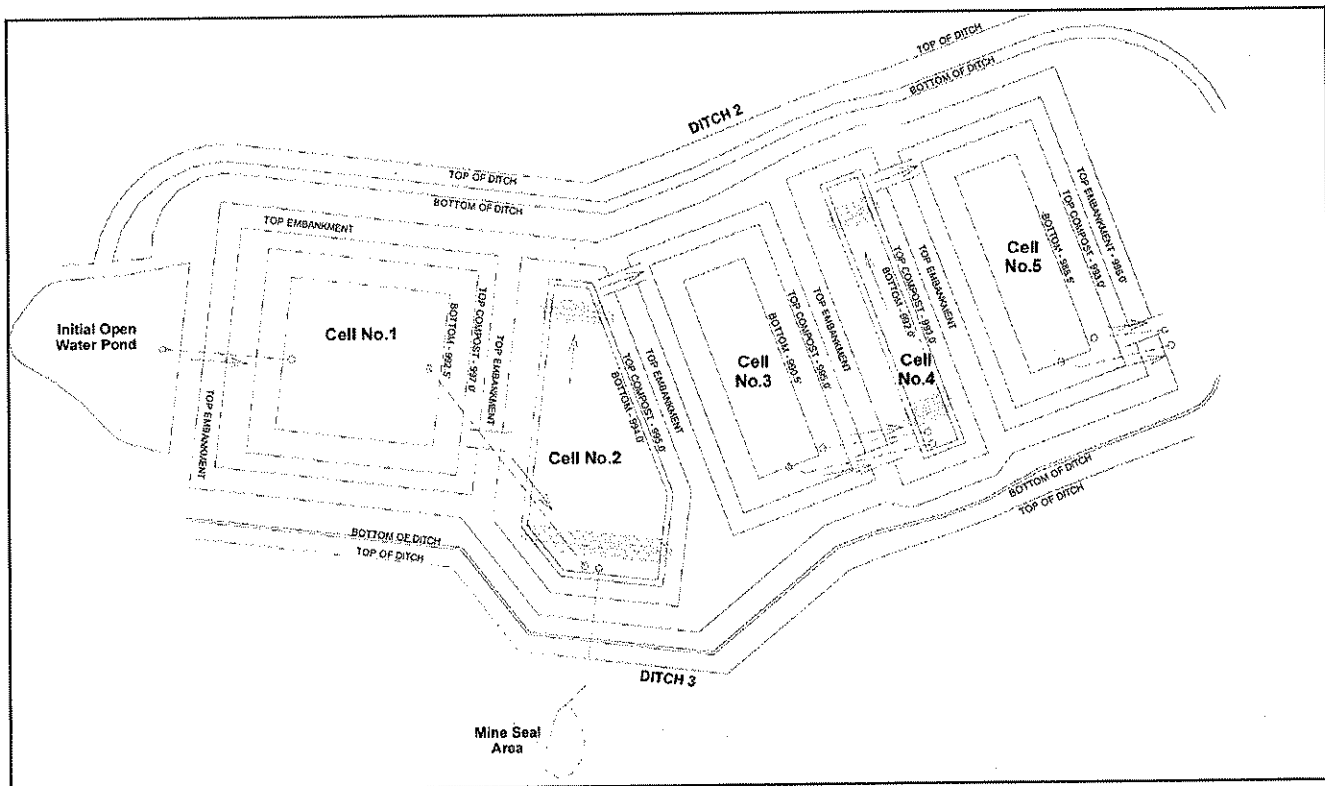 TOP OF DITCH
BOTTOM OF DITCH
DITCH 2
TOP OF DITCH
BOTTOM OF DITCH
TOP EMBANKMENT
Initial Open
Water Pond
Cell No.1
TOP EMBANKMENT
BOTTOM - 992.5'
TOP COMPOST - 997.0'
TOP EMBANKMENT
Cell No.2
BOTTOM - 994.0'
TOP COMPOST - 995.0'
TOP EMBANKMENT
Cell
No.3
BOTTOM - 990.5'
TOP COMPOST - 995.0'
TOP EMBANKMENT
Cell
No.4
BOTTOM 992.0'
TOP COMPOST - 993.0'
TOP EMBANKMENT
Cell
No.5
BOTTOM - 988.5'
TOP COMPOST - 993.0'
TOP EMBANKMENT
BOTTOM OF DITCH
TOP OF DITCH
BOTTOM OF DITCH
TOP OF DITCH
DITCH 3
Mine Seal
Area